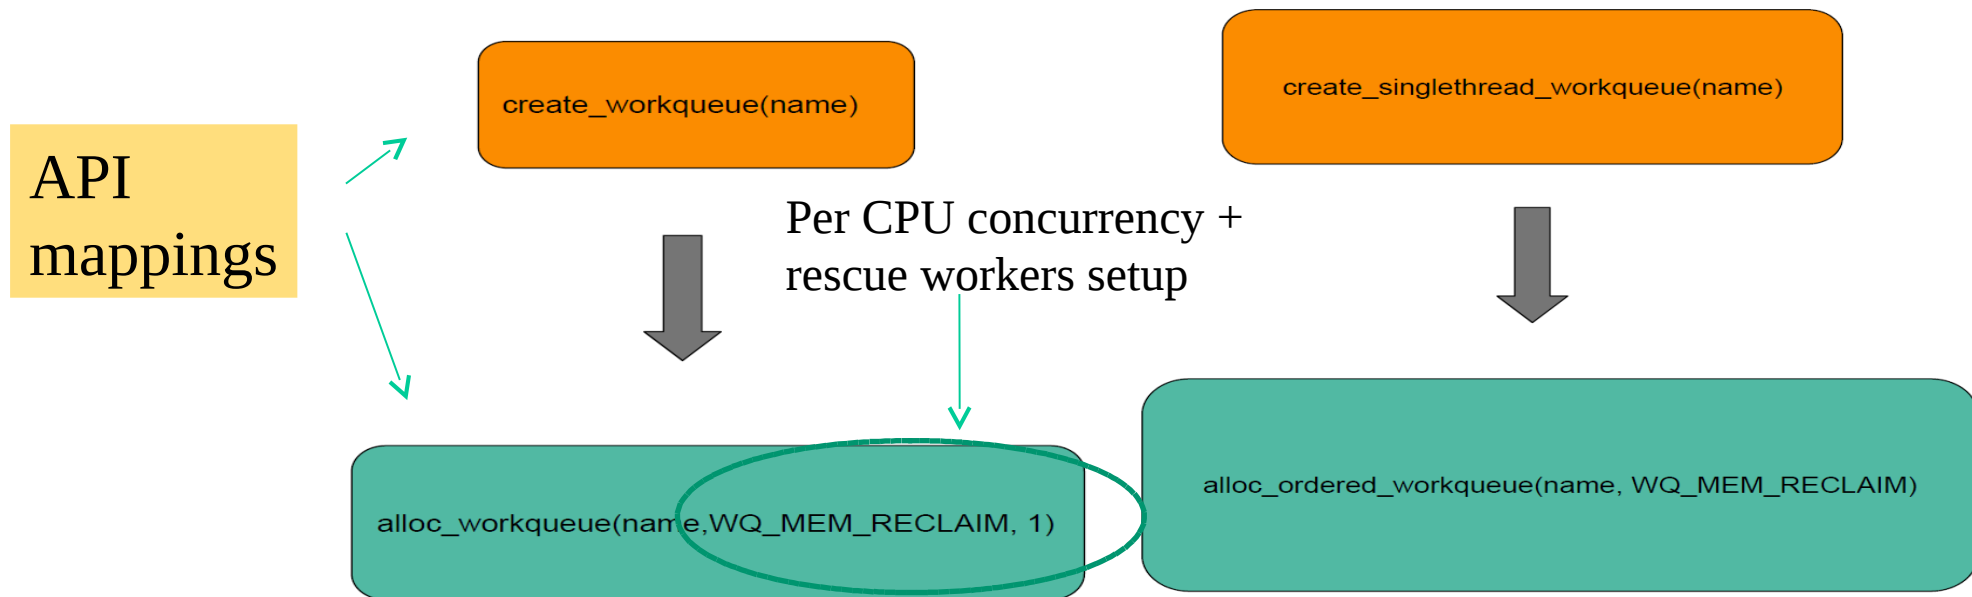 create_workqueue(name)
create_singlethread_workqueue(name)
API
mappings
Per CPU concurrency +
rescue workers setup
alloc_workqueue(name,WQ_MEM_RECLAIM, 1)
alloc_ordered_workqueue(name, WQ_MEM_RECLAIM)